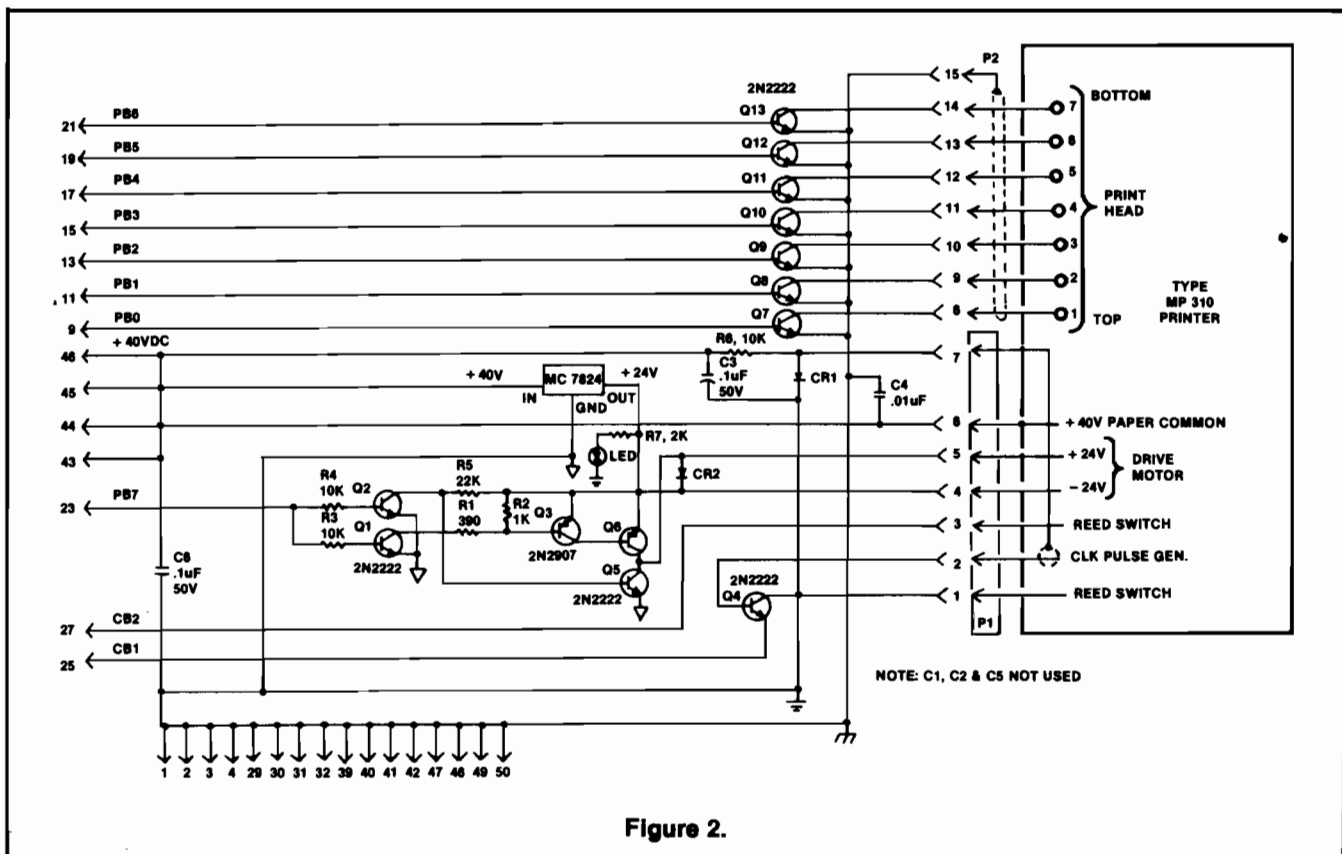 P2
15
2N2222
BOTTOM
PB6
Q13
14
7
21
PB5
Q12
13
6
19
PB4
Q11
12
5
17
PRINT
HEAD
PB3
Q10
11
4
15
PB2
Q9
10
3
13
PB1
Q8
9
2
11
TYPE
MP 310
PRINTER
PB0
Q7
8
1
TOP
9
+ 40VDC
46
R6, 10K
7
C3
.1uF
50V
CR1
+ 40V
MC 7824
+ 24V
IN
GND
OUT
45
C4
.01uF
44
R7, 2K
6
+ 40V PAPER COMMON
LED
43
5
+ 24V
DRIVE
MOTOR
R4
10K
Q2
R5
22K
CR2
4
− 24V
PB7
23
R3
10K
Q1
R1
390
R2
1K
Q3
Q6
3
REED SWITCH
2N2907
2N2222
Q5
2N2222
2
CLK PULSE GEN.
C6
.1uF
50V
2N2222
Q4
1
REED SWITCH
P1
CB2
27
CB1
25
NOTE: C1, C2 & C5 NOT USED
1 2 3 4 29 30 31 32 39 40 41 42 47 46 49 50
Figure 2.